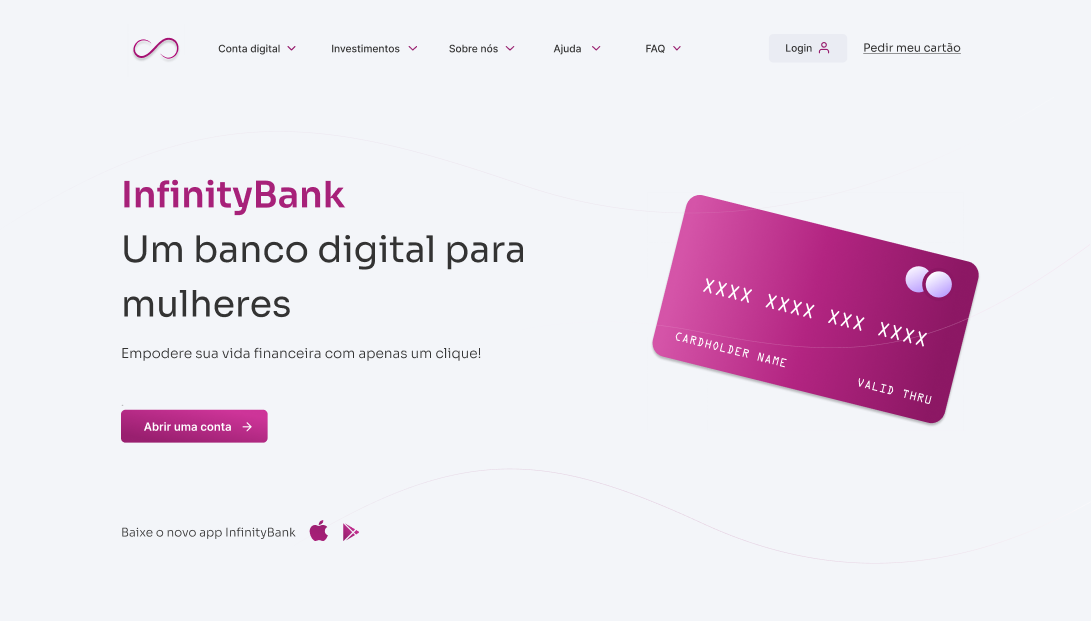 Conta digital
Investimentos
Sobre nós
Ajuda
FAQ
Login
Pedir meu cartão
InfinityBank
Um banco digital para
mulheres
Empodere sua vida financeira com apenas um clique!
XXXX XXXX XXX XXXX
CARDHOLDER NAME
VALID THRU
Abrir uma conta
Baixe o novo app InfinityBank